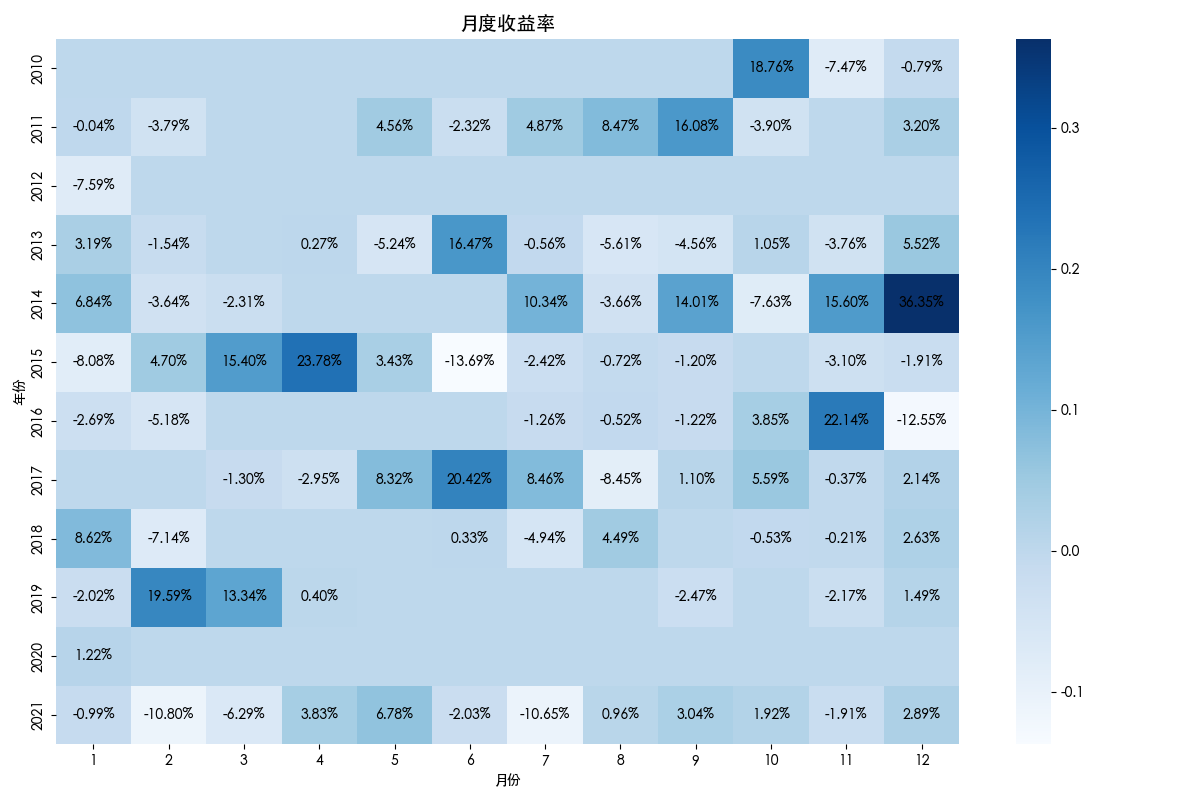 月度收益率
2010 18.76% -7.47% -0.79%
2011 -0.04% -3.79% 4.56% -2.32% 4.87% 8.47% 16.08% -3.90% 3.20%
2012 -7.59%
2013 3.19% -1.54% 0.27% -5.24% 16.47% -0.56% -5.61% -4.56% 1.05% -3.76% 5.52%
2014 6.84% -3.64% -2.31% 10.34% -3.66% 14.01% -7.63% 15.60% 36.35%
2015 -8.08% 4.70% 15.40% 23.78% 3.43% -13.69% -2.42% -0.72% -1.20% -3.10% -1.91%
2016 -2.69% -5.18% -1.26% -0.52% -1.22% 3.85% 22.14% -12.55%
2017 -1.30% -2.95% 8.32% 20.42% 8.46% -8.45% 1.10% 5.59% -0.37% 2.14%
2018 8.62% -7.14% 0.33% -4.94% 4.49% -0.53% -0.21% 2.63%
2019 -2.02% 19.59% 13.34% 0.40% -2.47% -2.17% 1.49%
2020 1.22%
2021 -0.99% -10.80% -6.29% 3.83% 6.78% -2.03% -10.65% 0.96% 3.04% 1.92% -1.91% 2.89%
1 2 3 4 5 6 7 8 9 10 11 12
月份
年份
0.3
0.2
0.1
0.0
-0.1